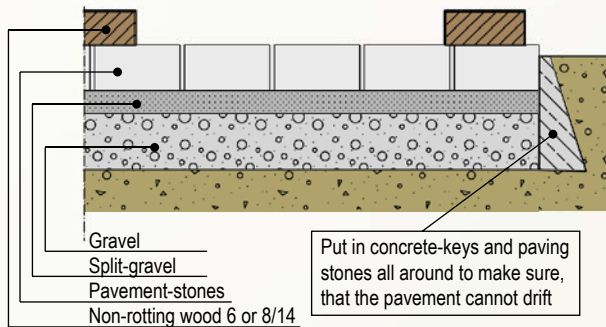 Gravel
Split-gravel
Pavement-stones
Non-rotting wood 6 or 8/14
Put in concrete-keys and paving
stones all around to make sure,
that the pavement cannot drift